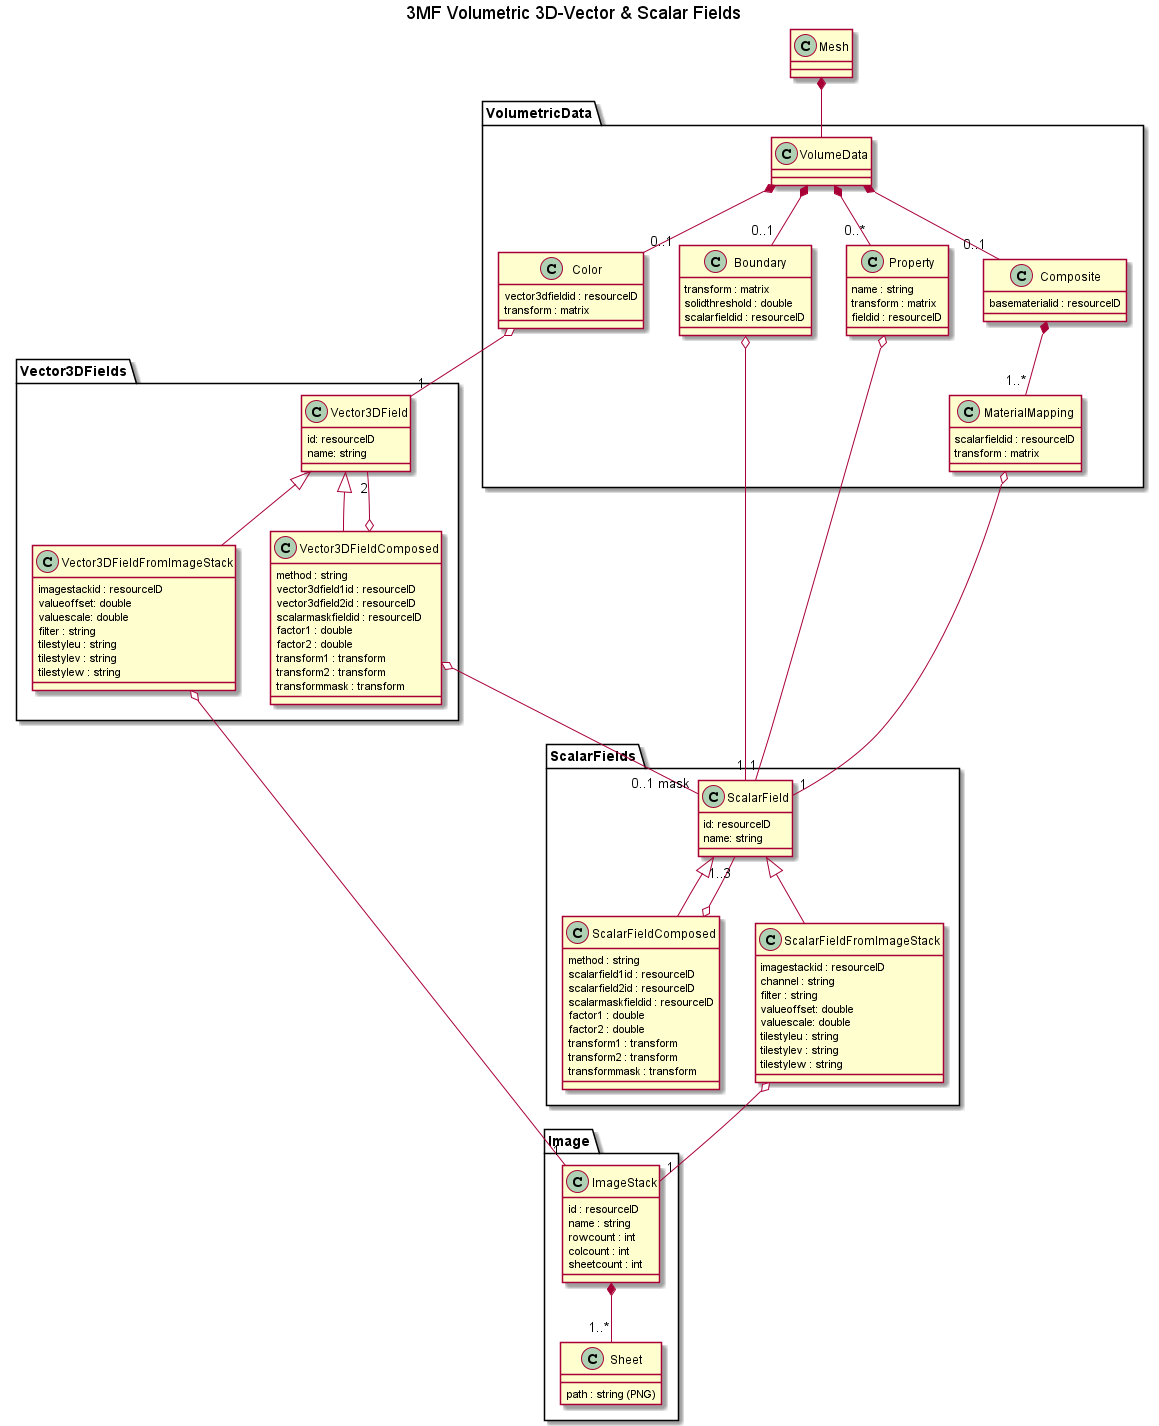 3MF Volumetric 3D-Vector & Scalar Fields
C Mesh
VolumetricData
C VolumeData
0..1
0..1
0..*
0..1
C Color
vector3dfieldid : resourceID
transform : matrix
C Boundary
transform : matrix
solidthreshold : double
scalarfieldid : resourceID
C Property
name : string
transform : matrix
fieldid : resourceID
C Composite
basematerialid : resourceID
1..*
C MaterialMapping
scalarfieldid : resourceID
transform : matrix
Vector3DFields
1
C Vector3DField
id: resourceID
name: string
2
C Vector3DFieldFromImageStack
imagestackid : resourceID
valueoffset: double
valuescale: double
filter : string
tilestyleu : string
tilestylev : string
tilestylew : string
C Vector3DFieldComposed
method : string
vector3dfield1id : resourceID
vector3dfield2id : resourceID
scalarmaskfieldid : resourceID
factor1 : double
factor2 : double
transform1 : transform
transform2 : transform
transformmask : transform
ScalarFields
0..1 mask
1
1
1
C ScalarField
id: resourceID
name: string
1..3
C ScalarFieldComposed
method : string
scalarfield1id : resourceID
scalarfield2id : resourceID
scalarmaskfieldid : resourceID
factor1 : double
factor2 : double
transform1 : transform
transform2 : transform
transformmask : transform
C ScalarFieldFromImageStack
imagestackid : resourceID
channel : string
filter : string
valueoffset: double
valuescale: double
tilestyleu : string
tilestylev : string
tilestylew : string
Image
1
1
C ImageStack
id : resourceID
name : string
rowcount : int
colcount : int
sheetcount : int
1..*
C Sheet
path : string (PNG)